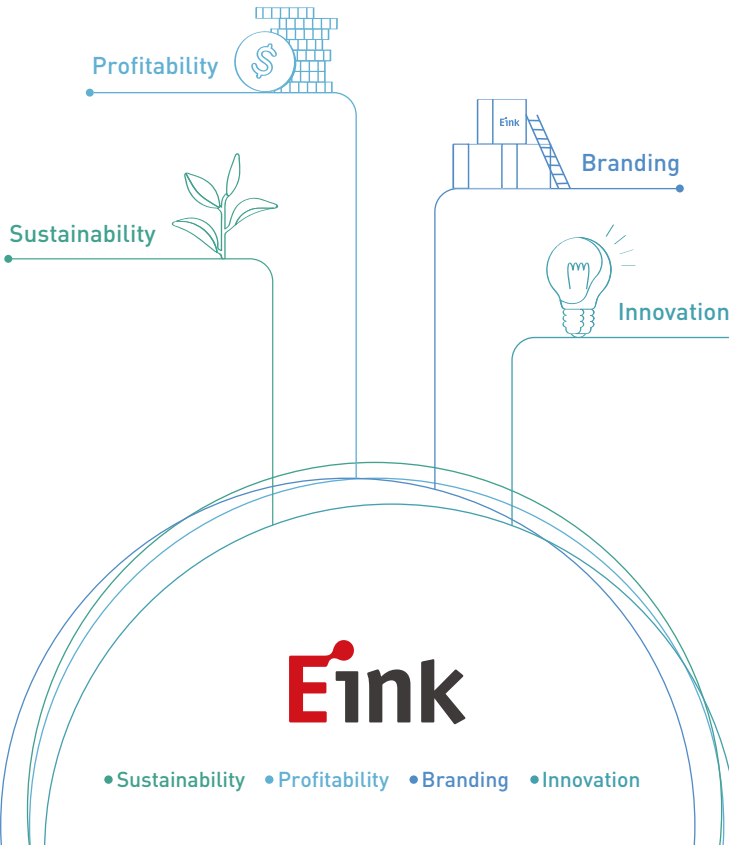 Profitability
$
Eink
Branding
Sustainability
Innovation
Eink
•Sustainability •Profitability •Branding •Innovation